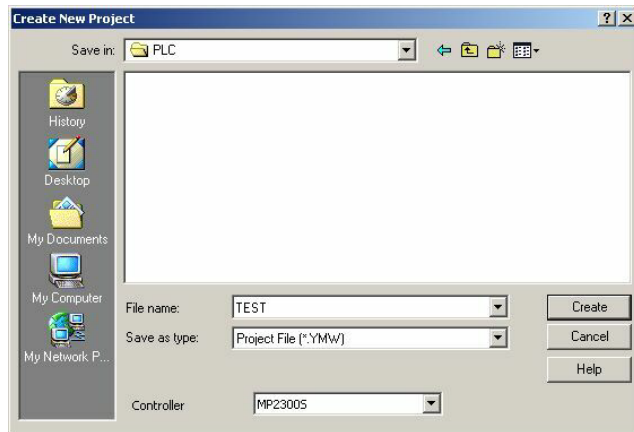 Create New Project
Save in: PLC
History
Desktop
My Documents
My Computer
My Network P...
File name: TEST Create
Save as type: Project File (*.YMW) Cancel
Help
Controller MP2300S